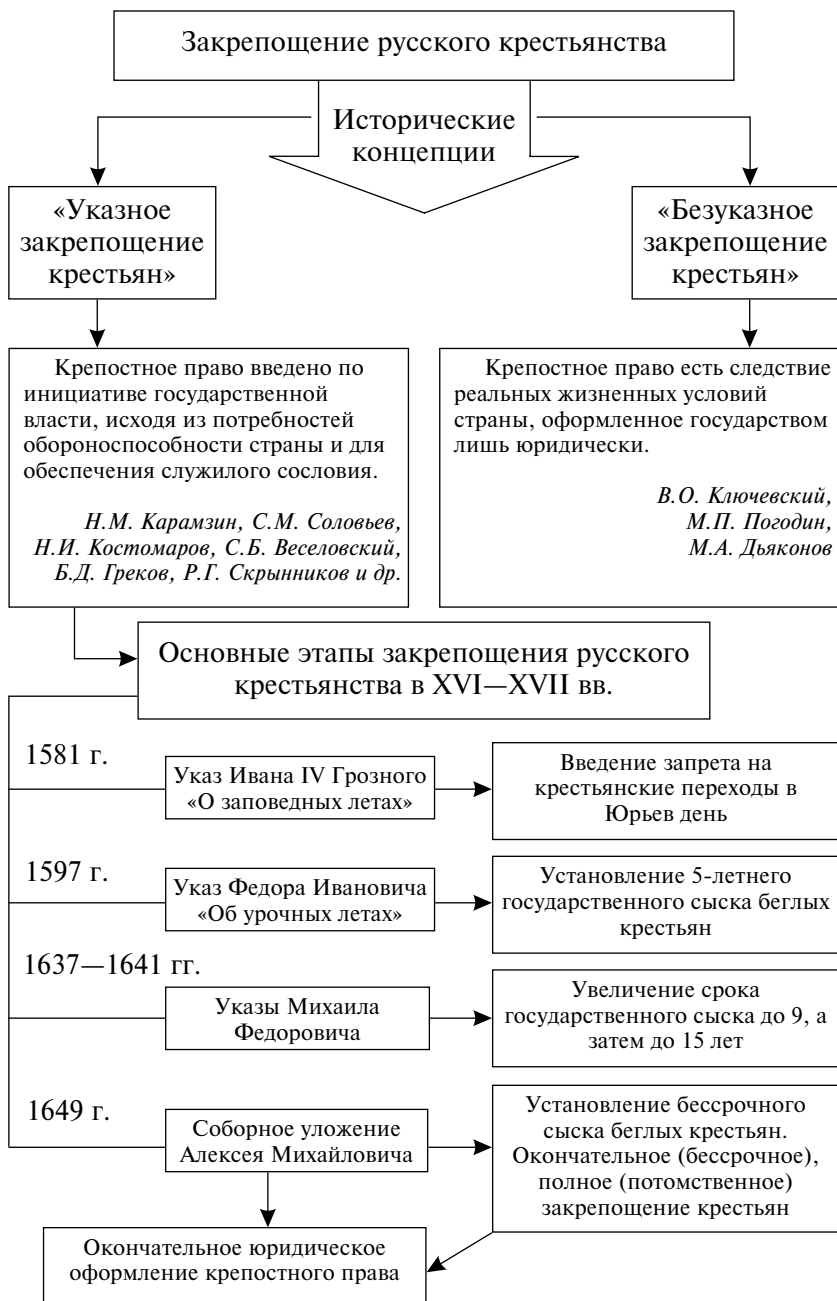 Закрепощение русского крестьянства
Исторические
концепции
«Указное
закрепощение
крестьян»
«Безуказное
закрепощение
крестьян»
Крепостное право введено по
инициативе государственной
власти, исходя из потребностей
обороноспособности страны и для
обеспечения служилого сословия.
Н.М. Карамзин, С.М. Соловьев,
Н.И. Костомаров, С.Б. Веселовский,
Б.Д. Греков, Р.Г. Скрынников и др.
Крепостное право есть следствие
реальных жизненных условий
страны, оформленное государством
лишь юридически.
В.О. Ключевский,
М.П. Погодин,
М.А. Дьяконов
Основные этапы закрепощения русского
крестьянства в XVI—XVII вв.
1581 г.
Указ Ивана IV Грозного
«О заповедных летах»
Введение запрета на
крестьянские переходы в
Юрьев день
1597 г.
Указ Федора Ивановича
«Об урочных летах»
Установление 5-летнего
государственного сыска беглых
крестьян
1637—1641 гг.
Указы Михаила
Федоровича
Увеличение срока
государственного сыска до 9, а
затем до 15 лет
1649 г.
Соборное уложение
Алексея Михайловича
Установление бессрочного
сыска беглых крестьян.
Окончательное (бессрочное),
полное (потомственное)
закрепощение крестьян
Окончательное юридическое
оформление крепостного права